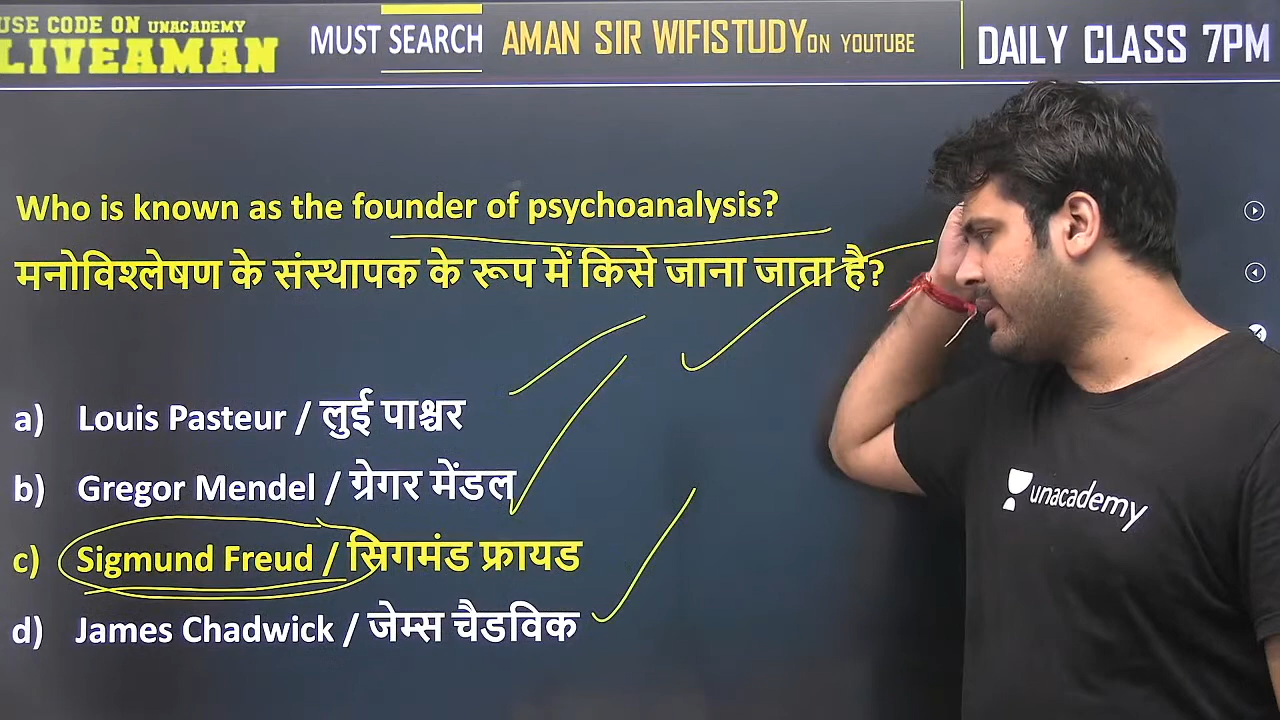 USE CODE ON UNACADEMY
LIVEAMAN
MUST SEARCH AMAN SIR WIFISTUDY ON YOUTUBE
DAILY CLASS 7PM
Who is known as the founder of psychoanalysis?
मनोविश्लेषण के संस्थापक के रूप में किसे जाना जाता है?
a) Louis Pasteur / लुई पाश्चर
b) Gregor Mendel / ग्रेगर मेंडल
c) Sigmund Freud / सिगमंड फ्रायड
d) James Chadwick / जेम्स चैडविक
unacademy